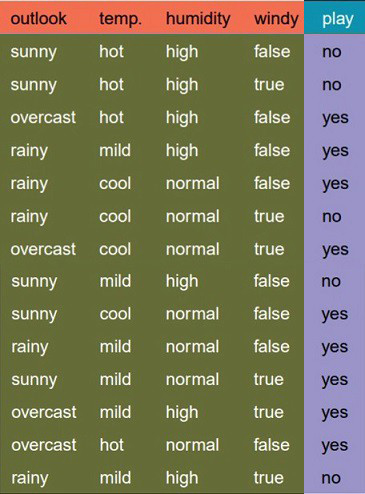 outlook temp. humidity windy play
sunny hot high false no
sunny hot high true no
overcast hot high false yes
rainy mild high false yes
rainy cool normal false yes
rainy cool normal true no
overcast cool normal true yes
sunny mild high false no
sunny cool normal false yes
rainy mild normal false yes
sunny mild normal true yes
overcast mild high true yes
overcast hot normal false yes
rainy mild high true no